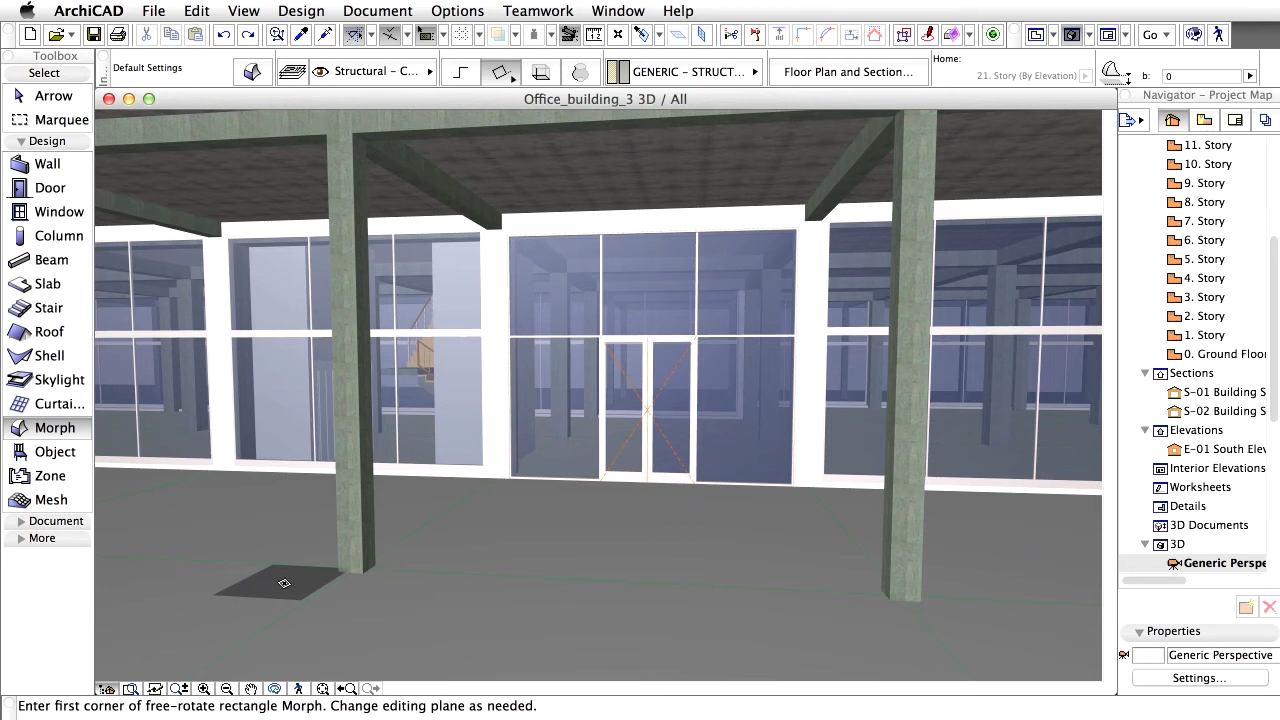 ArchiCAD File Edit View Design Document Options Teamwork Window Help
Go
Toolbox
Select
Arrow
Marquee
Design
Wall
Door
Window
Column
Beam
Slab
Stair
Roof
Shell
Skylight
Curtai...
Morph
Object
Zone
Mesh
Document
More
Default Settings
Structural - C...
GENERIC - STRUCT...
Floor Plan and Section...
Home:
21. Story (By Elevation)
b:
0
Office_building_3 3D / All
Navigator - Project Map
11. Story
10. Story
9. Story
8. Story
7. Story
6. Story
5. Story
4. Story
3. Story
2. Story
1. Story
0. Ground Floor
Sections
S-01 Building S
S-02 Building S
Elevations
E-01 South Elev
Interior Elevations
Worksheets
Details
3D Documents
3D
Generic Perspe
Properties
Generic Perspective
Settings...
Enter first corner of free-rotate rectangle Morph. Change editing plane as needed.